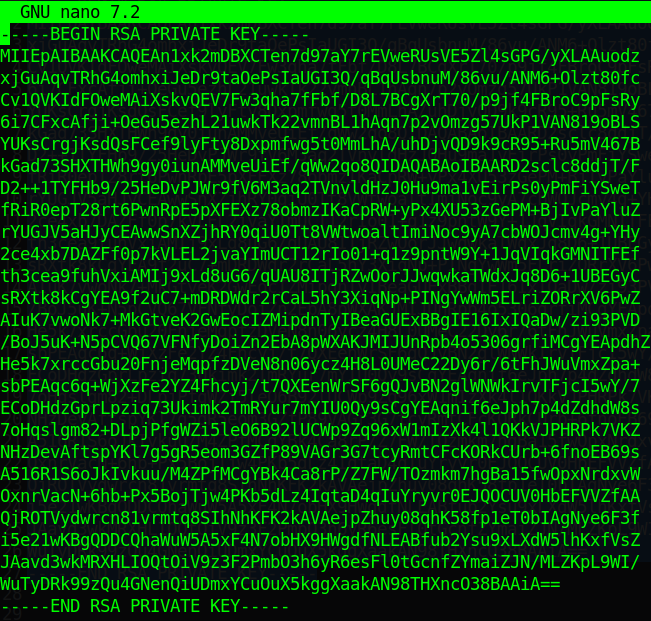 GNU nano 7.2
-----BEGIN RSA PRIVATE KEY-----
MIIEpAIBAAKCAQEAn1xk2mDBXCTen7d97aY7rEVweRUsVE5Zl4sGPG/yXLAAuodz
xjGuAqvTRhG4omhxiJeDr9taOePsIaUGI3Q/qBqUsbnuM/86vu/ANM6+Olzt80fc
Cv1QVKIdFOweMAiXskvQEV7Fw3qha7fFbf/D8L7BCgXrT70/p9jf4FBroC9pFsRy
6i7CFxcAfji+OeGu5ezhL21uwkTk22vmnBL1hAqn7p2vOmzg57UkP1VAN819oBLS
YUKsCrgjKsdQsFCef9lyFty8Dxpmfwg5t0MmLhA/uhDjvQD9k9cR95+Ru5mV467B
kGad73SHXTHWh9gy0iunAMMveUiEf/qWw2qo8QIDAQABAoIBAARD2sclc8ddjT/F
D2++1TYFHb9/25HeDvPJWr9fV6M3aq2TVnvldHzJ0Hu9ma1vEirPs0yPmFiYSweT
fRiR0epT28rt6PwnRpE5pXFEXz78obmzIKaCpRW+yPx4XU53zGePM+BjIvPaYluZ
rYUGJV5aHJyCEAwwSnXZjhRY0qiU0Tt8VWtwoaltImiNoc9yA7cbWOJcmv4g+YHy
2ce4xb7DAZFf0p7kVLEL2jvaYImUCT12rIo01+q1z9pntW9Y+1JqVIqkGMNITFEf
th3cea9fuhVxiAMIj9xLd8uG6/qUAU8ITjRZwOorJJwqwkaTWdxJq8D6+1UBEGyC
sRXtk8kCgYEA9f2uC7+mDRDWdr2rCaL5hY3XiqNp+PINgYwWm5ELriZORrXV6PwZ
AIuK7vwoNk7+MkGtveK2GwEocIZMipdnTyIBeaGUExBBgIE16IxIQaDw/zi93PVD
/BoJ5uK+N5pCVQ67VFNfyDoiZn2EbA8pWXAKJMIJUnRpb4o5306grfiMCgYEApdhZ
He5k7xrccGbu20FnjeMqpfzDVeN8n06ycz4H8L0UMeC22Dy6r/6tFhJWuVmxZpa+
sbPEAqc6q+WjXzFe2YZ4Fhcyj/t7QXEenWrSF6gQJvBN2glWNWkIrvTFjcI5wY/7
ECoDHdzGprLpziq73Ukimk2TmRYur7mYIU0Qy9sCgYEAqnif6eJph7p4dZdhdW8s
7oHqslgm82+DLpjPfgWZi5leO6B92lUCWp9Zq96xW1mIzXk4l1QKkVJPHRPk7VKZ
NHzDevAftspYKl7g5gR5eom3GZfP89VAGr3G7tcyRmtCFcKORkCUrb+6fnoEB69s
A516R1S6oJkIvkuu/M4ZPfMCgYBk4Ca8rP/Z7FW/TOzmkm7hgBa15fwOpxNrdxvW
OxnrVacN+6hb+Px5BojTjw4PKb5dLz4IqtaD4qIuYryvr0EJQOCUV0HbEFVVZfAA
QjROTVydwrcn81vrmtq8SIhNhKFK2kAVAejpZhuy08qhK58fp1eT0bIAgNye6F3f
i5e21wKBgQDDCQhaWuW5A5xF4N7obHX9HWgdfNLEABfub2Ysu9xLXdW5lhKxfVsZ
JAavd3wkMRXHLIOQtOiV9z3F2PmbO3h6yR6esFl0tGcnfZYmaiZJN/MLZKpL9WI/
WuTyDRk99zQu4GNenQiUDmxYCuOuX5kggXaakAN98THXncO38BAAiA==
-----END RSA PRIVATE KEY-----